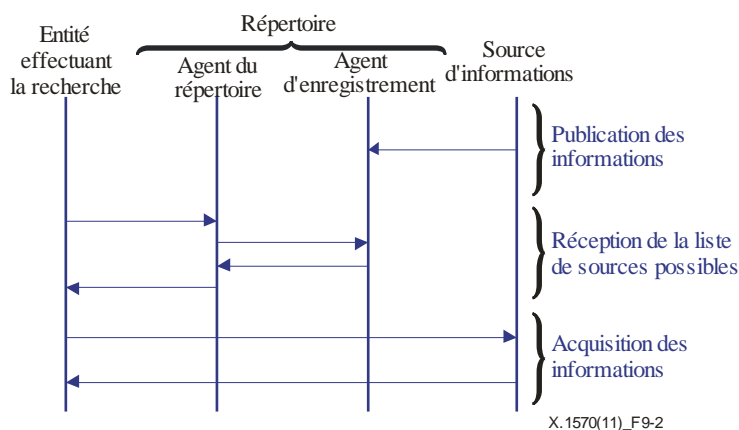 Répertoire
Entité
effectuant
la recherche
Agent du
répertoire
Agent
d'enregistrement
Source
d'informations
Publication des
informations
Réception de la liste
de sources possibles
Acquisition des
informations
X.1570(11)_F9-2